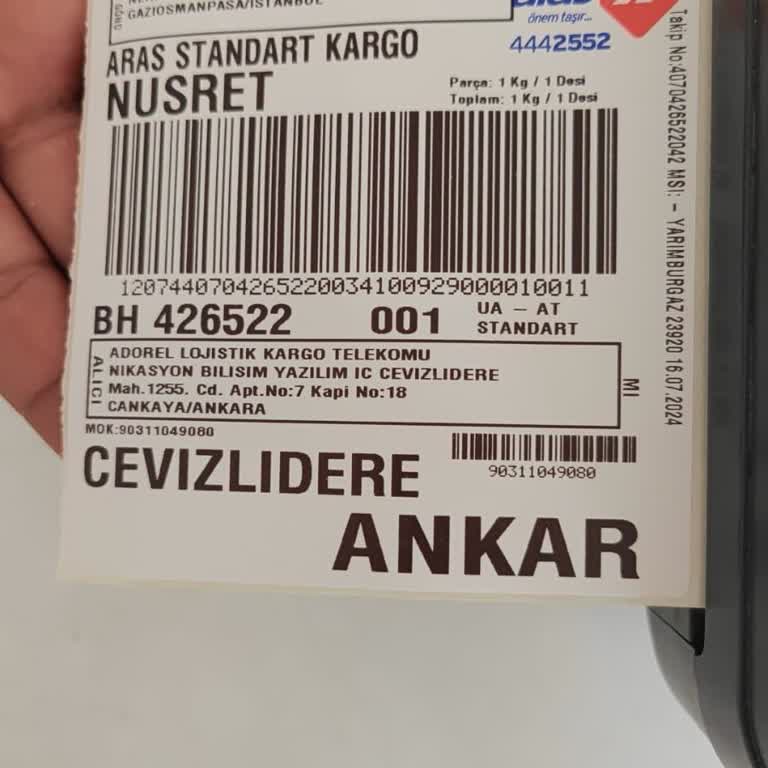 GAZIOSMANPASA/ISTANBUL
önem taşır...
4442552
ARAS STANDART KARGO
NUSRET
Parça: 1 Kg / 1 Desi
Toplam: 1 Kg / 1 Desi
1207440704265220034100929000010011
BH 426522 001 UA - AT
STANDART
ALICI
ADOREL LOJISTIK KARGO TELEKOMU
NIKASYON BILISIM YAZILIM IC CEVIZLIDERE
Mah.1255. Cd. Apt.No:7 Kapi No:18
CANKAYA/ANKARA
MI
MOK:90311049080
90311049080
CEVIZLIDERE
ANKAR
Takip No:4070426522042 MSI: - YARIMBURGAZ 23920 16.07.2024